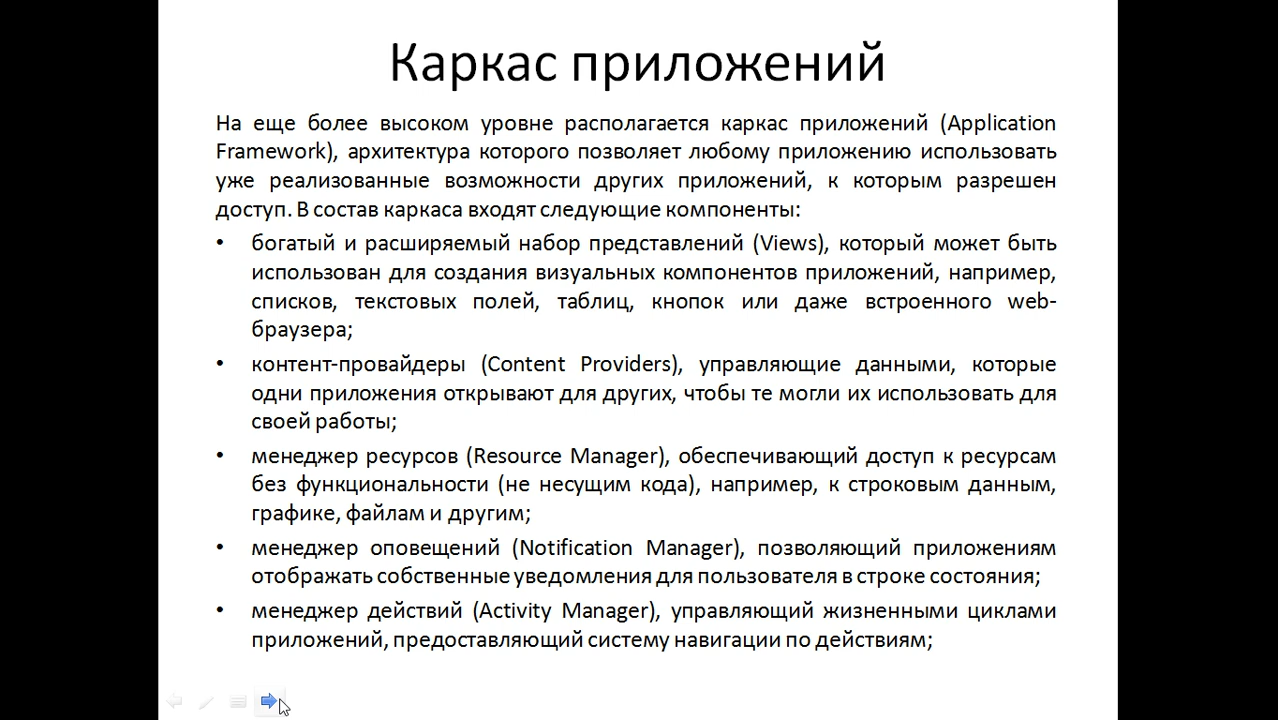 Каркас приложений
На еще более высоком уровне располагается каркас приложений (Application
Framework), архитектура которого позволяет любому приложению использовать
уже реализованные возможности других приложений, к которым разрешен
доступ. В состав каркаса входят следующие компоненты:
• богатый и расширяемый набор представлений (Views), который может быть
использован для создания визуальных компонентов приложений, например,
списков, текстовых полей, таблиц, кнопок или даже встроенного web-
браузера;
• контент-провайдеры (Content Providers), управляющие данными, которые
одни приложения открывают для других, чтобы те могли их использовать для
своей работы;
• менеджер ресурсов (Resource Manager), обеспечивающий доступ к ресурсам
без функциональности (не несущим кода), например, к строковым данным,
графике, файлам и другим;
• менеджер оповещений (Notification Manager), позволяющий приложениям
отображать собственные уведомления для пользователя в строке состояния;
• менеджер действий (Activity Manager), управляющий жизненными циклами
приложений, предоставляющий систему навигации по действиям;